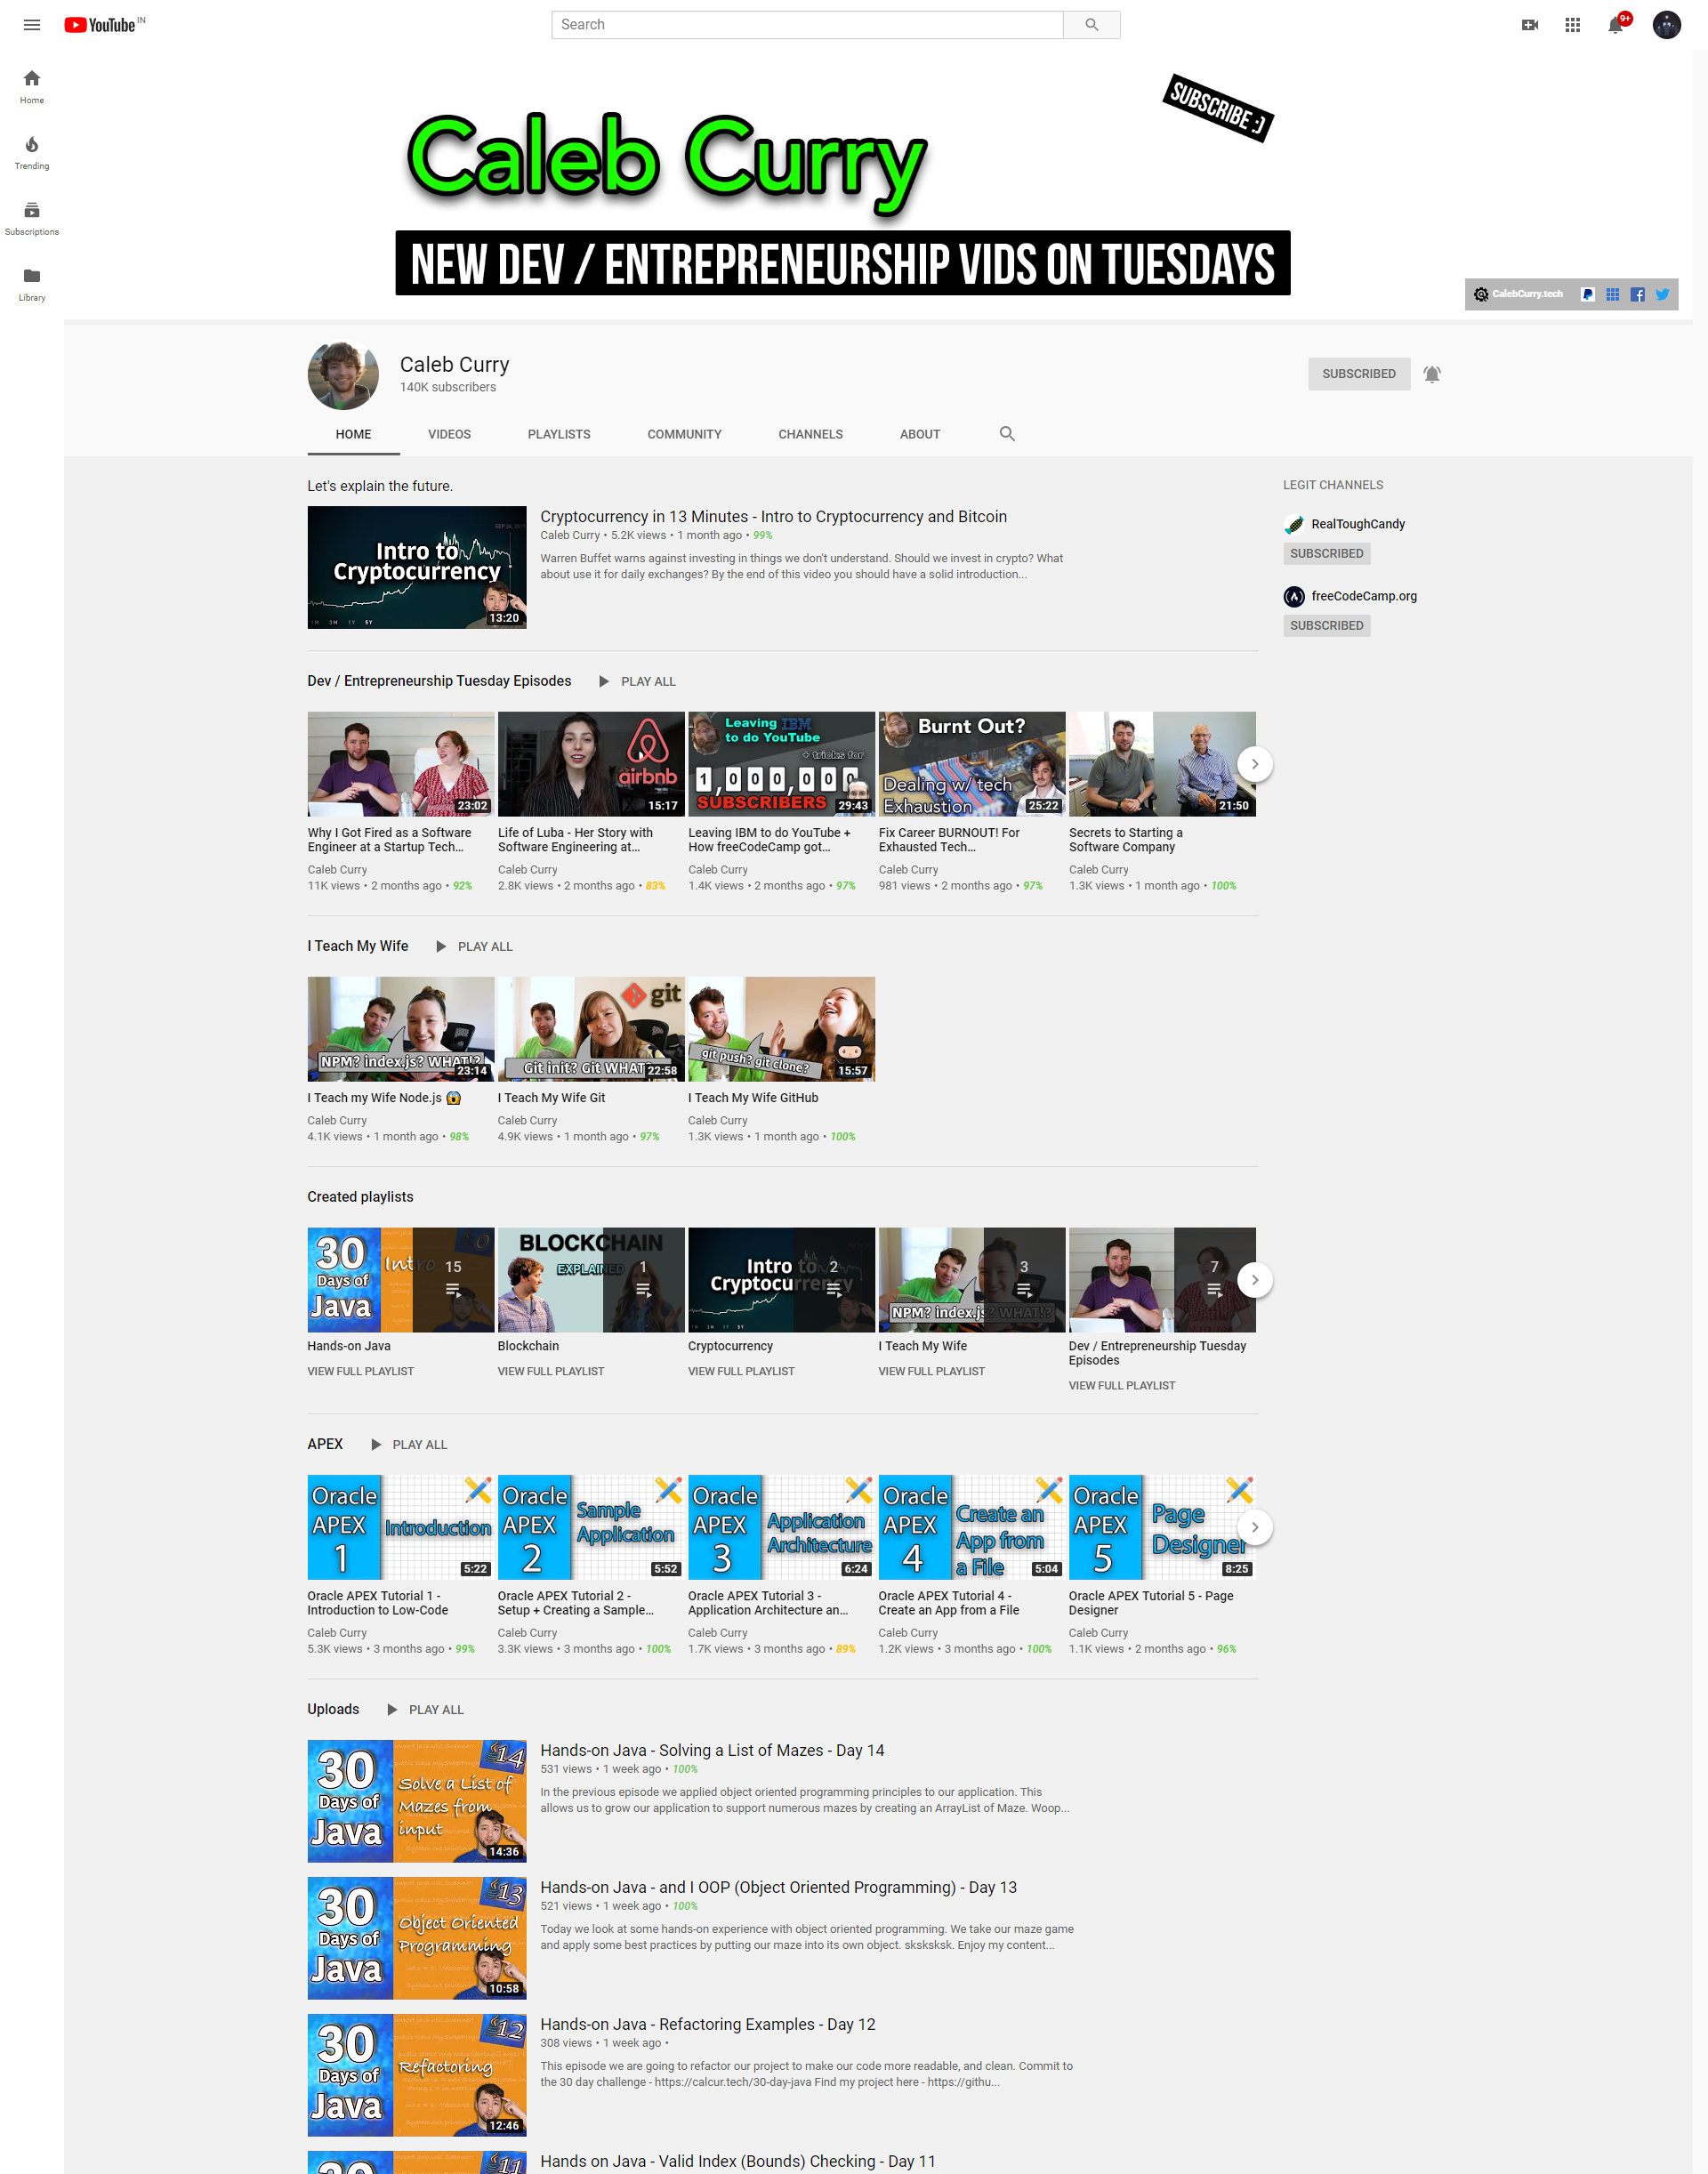 YouTube IN
Search
9+
Home
Trending
Subscriptions
Library
SUBSCRIBE :)
Caleb Curry
NEW DEV / ENTREPRENEURSHIP VIDS ON TUESDAYS
CalebCurry.tech
Caleb Curry
140K subscribers
SUBSCRIBED
HOME VIDEOS PLAYLISTS COMMUNITY CHANNELS ABOUT
Let's explain the future.
Intro to
Cryptocurrency
13:20
Cryptocurrency in 13 Minutes - Intro to Cryptocurrency and Bitcoin
Caleb Curry • 5.2K views • 1 month ago • 99%
Warren Buffet warns against investing in things we don't understand. Should we invest in crypto? What
about use it for daily exchanges? By the end of this video you should have a solid introduction...
LEGIT CHANNELS
RealToughCandy
SUBSCRIBED
freeCodeCamp.org
SUBSCRIBED
Dev / Entrepreneurship Tuesday Episodes PLAY ALL
23:02
Why I Got Fired as a Software
Engineer at a Startup Tech...
Caleb Curry
11K views • 2 months ago • 92%
airbnb
15:17
Life of Luba - Her Story with
Software Engineering at...
Caleb Curry
2.8K views • 2 months ago • 83%
Leaving IBM
to do YouTube
+ tricks for
1,000,000
SUBSCRIBERS
29:43
Leaving IBM to do YouTube +
How freeCodeCamp got...
Caleb Curry
1.4K views • 2 months ago • 97%
Burnt Out?
Dealing w/ tech
Exhaustion
25:22
Fix Career BURNOUT! For
Exhausted Tech...
Caleb Curry
981 views • 2 months ago • 97%
21:50
Secrets to Starting a
Software Company
Caleb Curry
1.3K views • 1 month ago • 100%
I Teach My Wife PLAY ALL
NPM? index.js? WHAT!?
23:14
I Teach my Wife Node.js 😱
Caleb Curry
4.1K views • 1 month ago • 98%
git
Git init? Git WHAT
22:58
I Teach My Wife Git
Caleb Curry
4.9K views • 1 month ago • 97%
git push? git clone?
15:57
I Teach My Wife GitHub
Caleb Curry
1.3K views • 1 month ago • 100%
Created playlists
30
Days of
Java
Intro
15
Hands-on Java
VIEW FULL PLAYLIST
BLOCKCHAIN
EXPLAINED
1
Blockchain
VIEW FULL PLAYLIST
Intro to
Cryptocurrency
2
Cryptocurrency
VIEW FULL PLAYLIST
NPM? index.js? WHAT!?
3
I Teach My Wife
VIEW FULL PLAYLIST
7
Dev / Entrepreneurship Tuesday
Episodes
VIEW FULL PLAYLIST
APEX PLAY ALL
Oracle
APEX
1
Introduction
5:22
Oracle APEX Tutorial 1 -
Introduction to Low-Code
Caleb Curry
5.3K views • 3 months ago • 99%
Oracle
APEX
2
Sample
Application
5:52
Oracle APEX Tutorial 2 -
Setup + Creating a Sample...
Caleb Curry
3.3K views • 3 months ago • 100%
Oracle
APEX
3
Application
Architecture
6:24
Oracle APEX Tutorial 3 -
Application Architecture an...
Caleb Curry
1.7K views • 3 months ago • 89%
Oracle
APEX
4
Create an
App from
a File
5:04
Oracle APEX Tutorial 4 -
Create an App from a File
Caleb Curry
1.2K views • 3 months ago • 100%
Oracle
APEX
5
Page
Designer
8:25
Oracle APEX Tutorial 5 - Page
Designer
Caleb Curry
1.1K views • 2 months ago • 96%
Uploads PLAY ALL
30
Days of
Java
14
Solve a List of
Mazes from
input
14:36
Hands-on Java - Solving a List of Mazes - Day 14
531 views • 1 week ago • 100%
In the previous episode we applied object oriented programming principles to our application. This
allows us to grow our application to support numerous mazes by creating an ArrayList of Maze. Woop...
30
Days of
Java
13
Object Oriented
Programming
10:58
Hands-on Java - and I OOP (Object Oriented Programming) - Day 13
521 views • 1 week ago • 100%
Today we look at some hands-on experience with object oriented programming. We take our maze game
and apply some best practices by putting our maze into its own object. sksksksk. Enjoy my content...
30
Days of
Java
12
Refactoring
12:46
Hands-on Java - Refactoring Examples - Day 12
308 views • 1 week ago •
This episode we are going to refactor our project to make our code more readable, and clean. Commit to
the 30 day challenge - https://calcur.tech/30-day-java Find my project here - https://githu...
30
11
Hands on Java - Valid Index (Bounds) Checking - Day 11